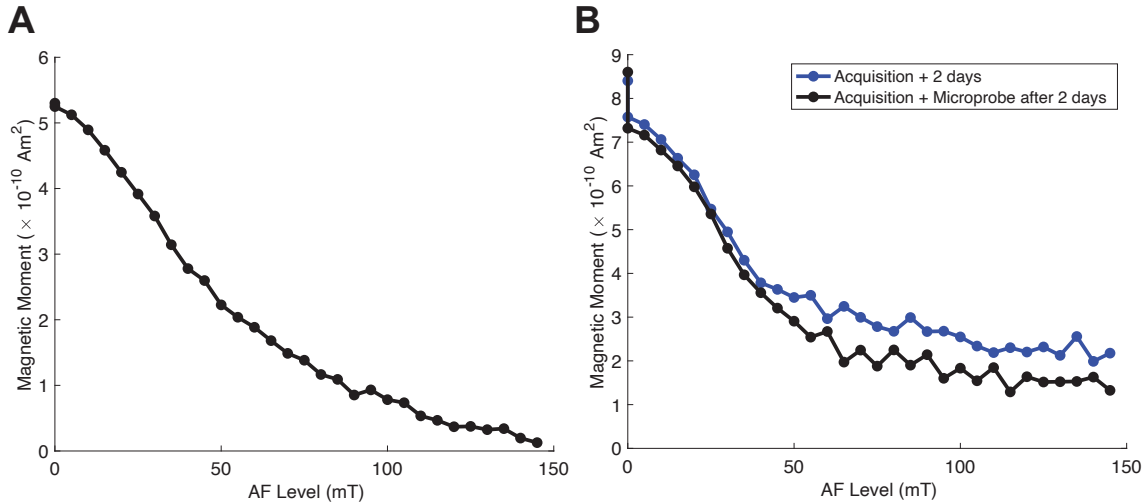 A
Magnetic Moment ( × 10⁻¹⁰ Am²)
6
5
4
3
2
1
0
0 50 100 150
AF Level (mT)
B
Magnetic Moment ( × 10⁻¹⁰ Am²)
9
8
7
6
5
4
3
2
1
0
Acquisition + 2 days
Acquisition + Microprobe after 2 days
0 50 100 150
AF Level (mT)